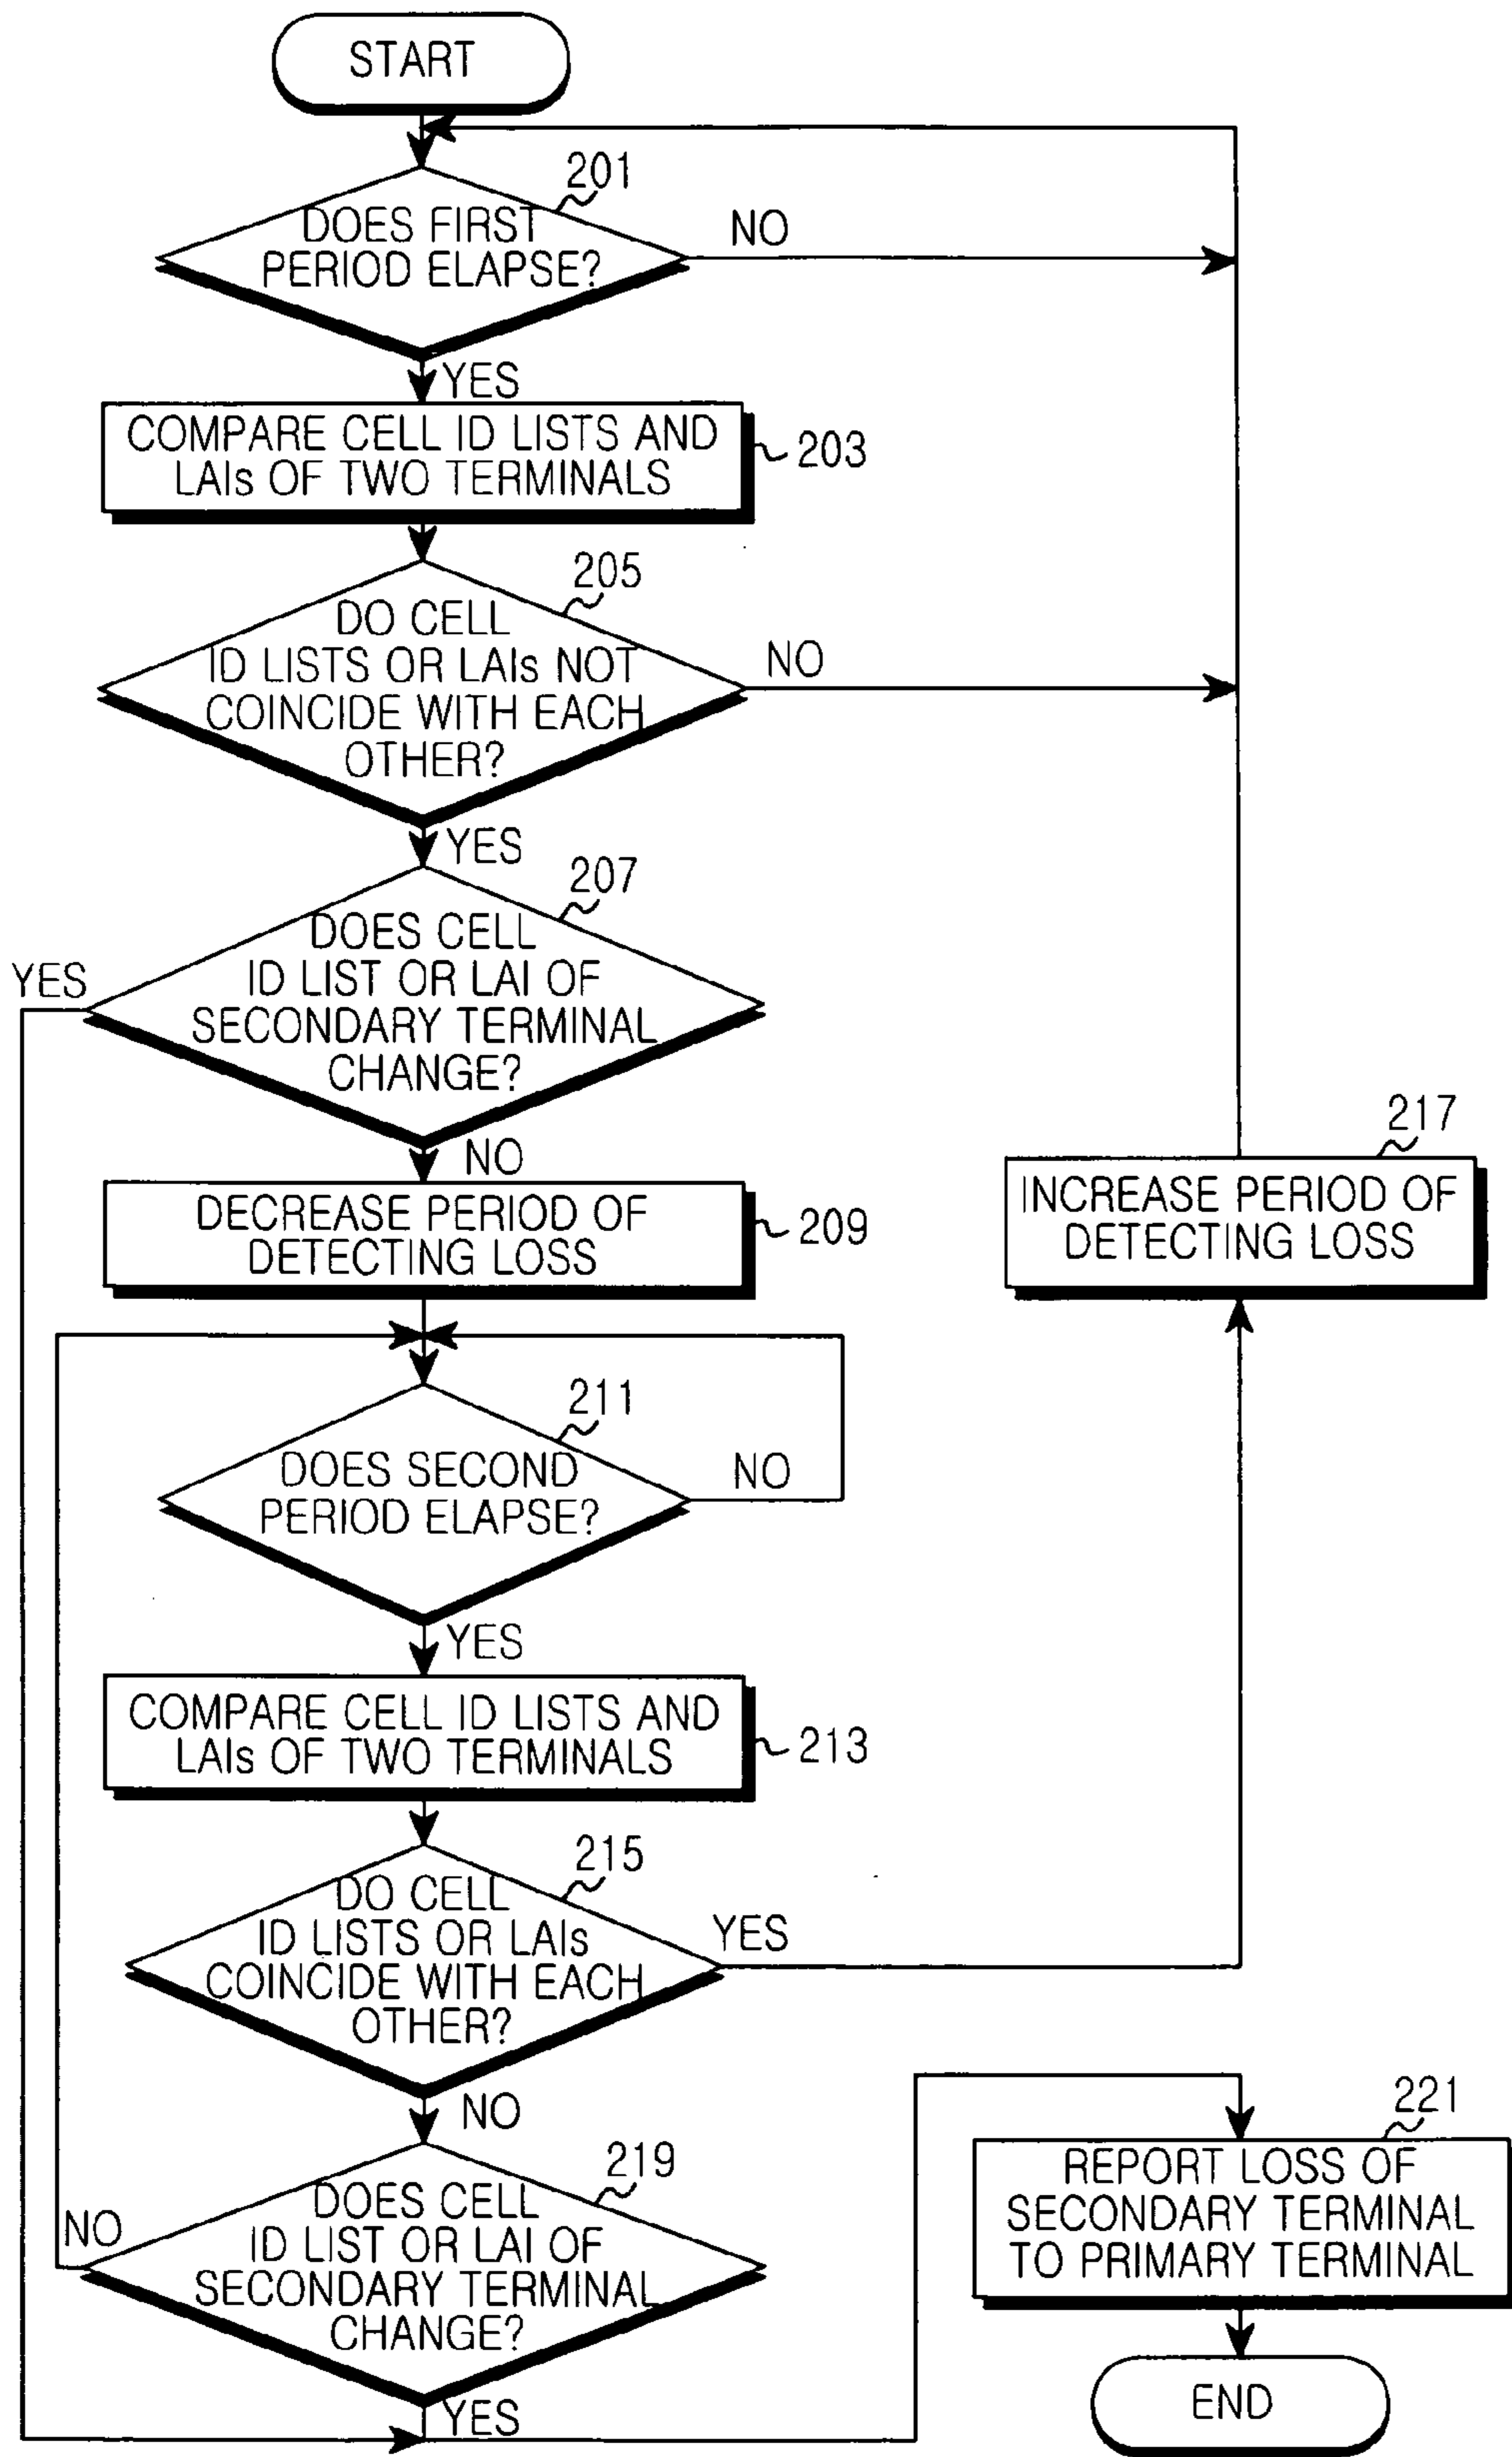 START
201
DOES FIRST
PERIOD ELAPSE?
NO
YES
COMPARE CELL ID LISTS AND
LAIs OF TWO TERMINALS
203
205
DO CELL
ID LISTS OR LAIs NOT
COINCIDE WITH EACH
OTHER?
NO
YES
207
DOES CELL
ID LIST OR LAI OF
SECONDARY TERMINAL
CHANGE?
YES
NO
DECREASE PERIOD OF
DETECTING LOSS
209
217
INCREASE PERIOD OF
DETECTING LOSS
211
DOES SECOND
PERIOD ELAPSE?
NO
YES
COMPARE CELL ID LISTS AND
LAIs OF TWO TERMINALS
213
215
DO CELL
ID LISTS OR LAIs
COINCIDE WITH EACH
OTHER?
YES
NO
219
DOES CELL
ID LIST OR LAI OF
SECONDARY TERMINAL
CHANGE?
NO
YES
221
REPORT LOSS OF
SECONDARY TERMINAL
TO PRIMARY TERMINAL
END